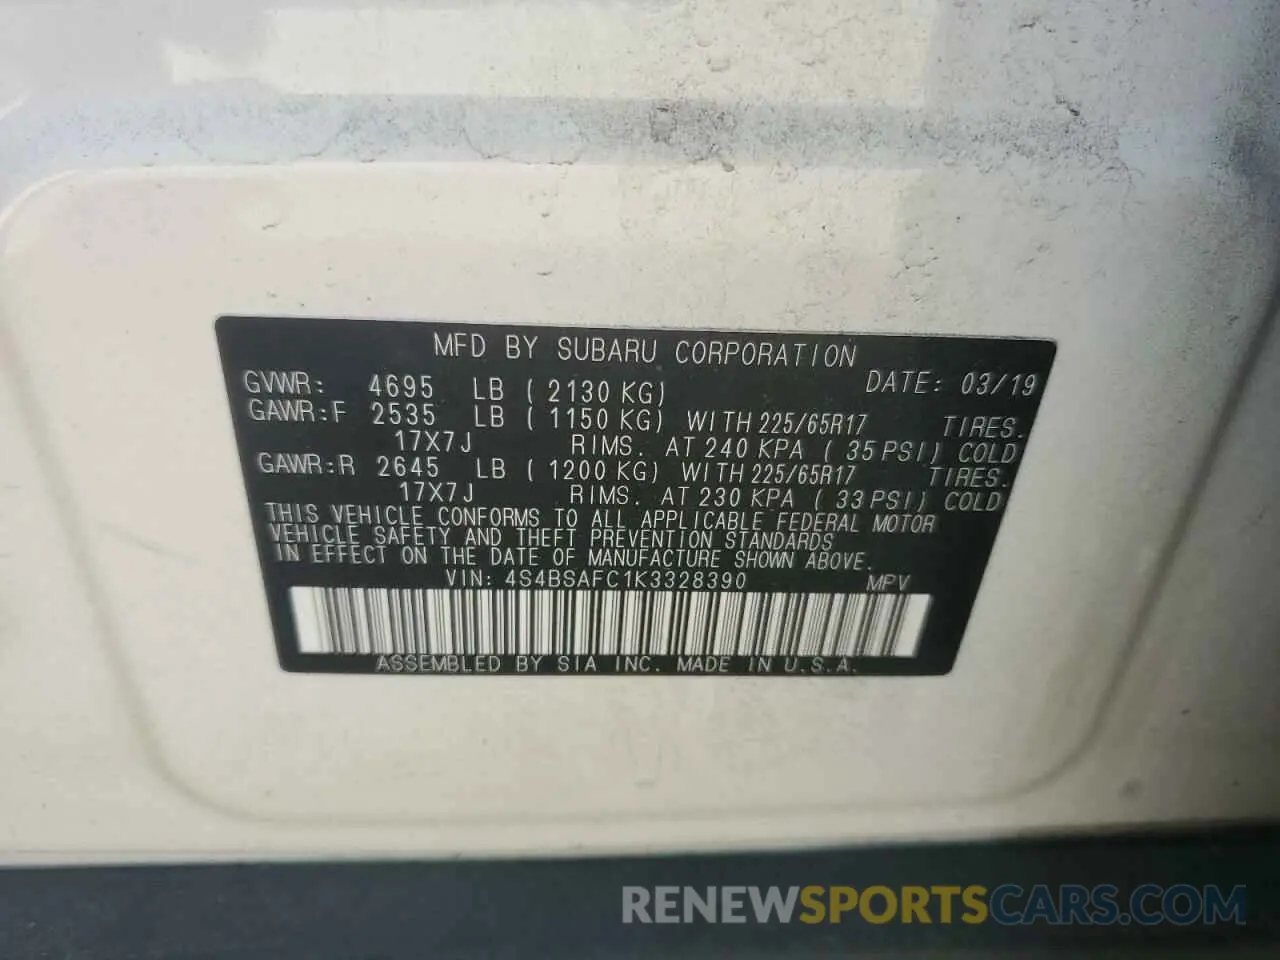 MFD BY SUBARU CORPORATION
GVWR: 4695 LB ( 2130 KG) DATE: 03/19
GAWR:F 2535 LB ( 1150 KG) WITH 225/65R17 TIRES.
17X7J RIMS. AT 240 KPA ( 35 PSI) COLD
GAWR:R 2645 LB ( 1200 KG) WITH 225/65R17 TIRES.
17X7J RIMS. AT 230 KPA ( 33 PSI) COLD
THIS VEHICLE CONFORMS TO ALL APPLICABLE FEDERAL MOTOR
VEHICLE SAFETY AND THEFT PREVENTION STANDARDS
IN EFFECT ON THE DATE OF MANUFACTURE SHOWN ABOVE.
VIN: 4S4BSAFC1K3328390 MPV
ASSEMBLED BY SIA INC. MADE IN U.S.A.
RENEWSPORTSCARS.COM